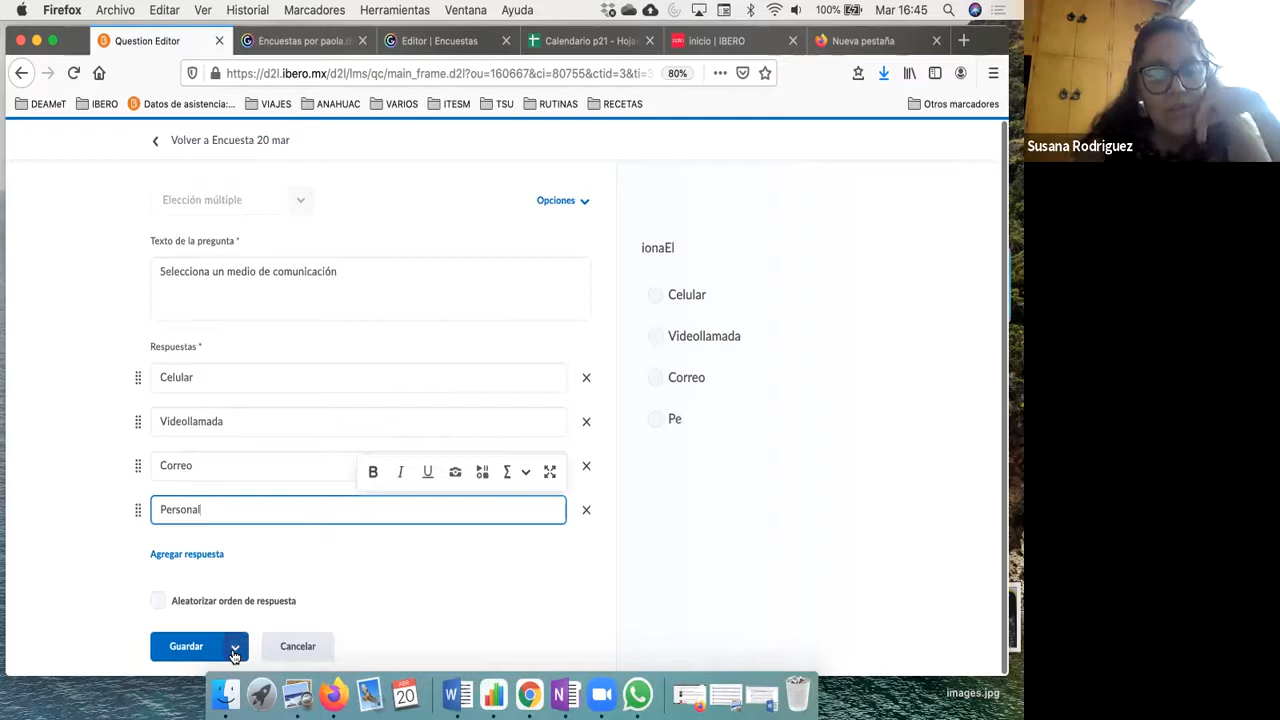 Firefox Archivo Editar Ver Historial Marcadores Herramientas Ventana Ayuda 100% Mar 16:45
Question Editor
Encuestas por paola.d
Editor | Encuestas
Calendario p21 - Hoja
inicio | IBERO
Nueva pestaña
https://d2l.ibero.mx/d2l/lms/qc/main_frame.d2l?ou=160667&ci=80755&ctid=3&ti=3 80%
DEAMeT IBERO Datos de asistencia:... VIAJES ANAHUAC VARIOS ITESM TSU RUTINAS RECETAS Otros marcadores
Volver a Encuesta 20 mar
Susana Rodriguez
Elección múltiple
Opciones
Texto de la pregunta *
Selecciona un medio de comunicación
Respuestas *
Celular
Videollamada
Correo
B I U Σ
Personal
Agregar respuesta
Aleatorizar orden de respuesta
Guardar Cancelar
ionaEl
Celular
Videollamada
Correo
Pe
20
images.jpg